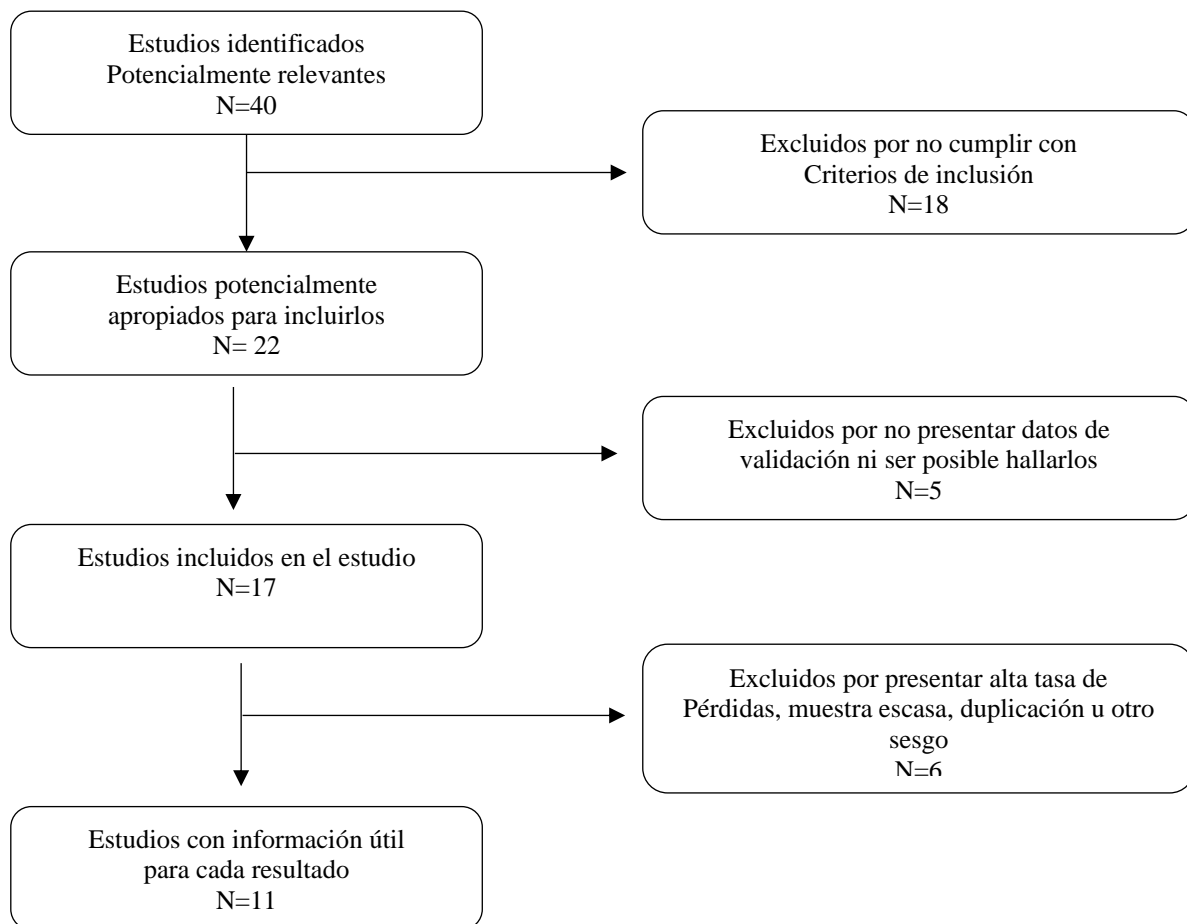 Estudios identificados
Potencialmente relevantes
N=40
Excluidos por no cumplir con
Criterios de inclusión
N=18
Estudios potencialmente
apropiados para incluirlos
N= 22
Excluidos por no presentar datos de
validación ni ser posible hallarlos
N=5
Estudios incluidos en el estudio
N=17
Excluidos por presentar alta tasa de
Pérdidas, muestra escasa, duplicación u otro
sesgo
N=6
Estudios con información útil
para cada resultado
N=11